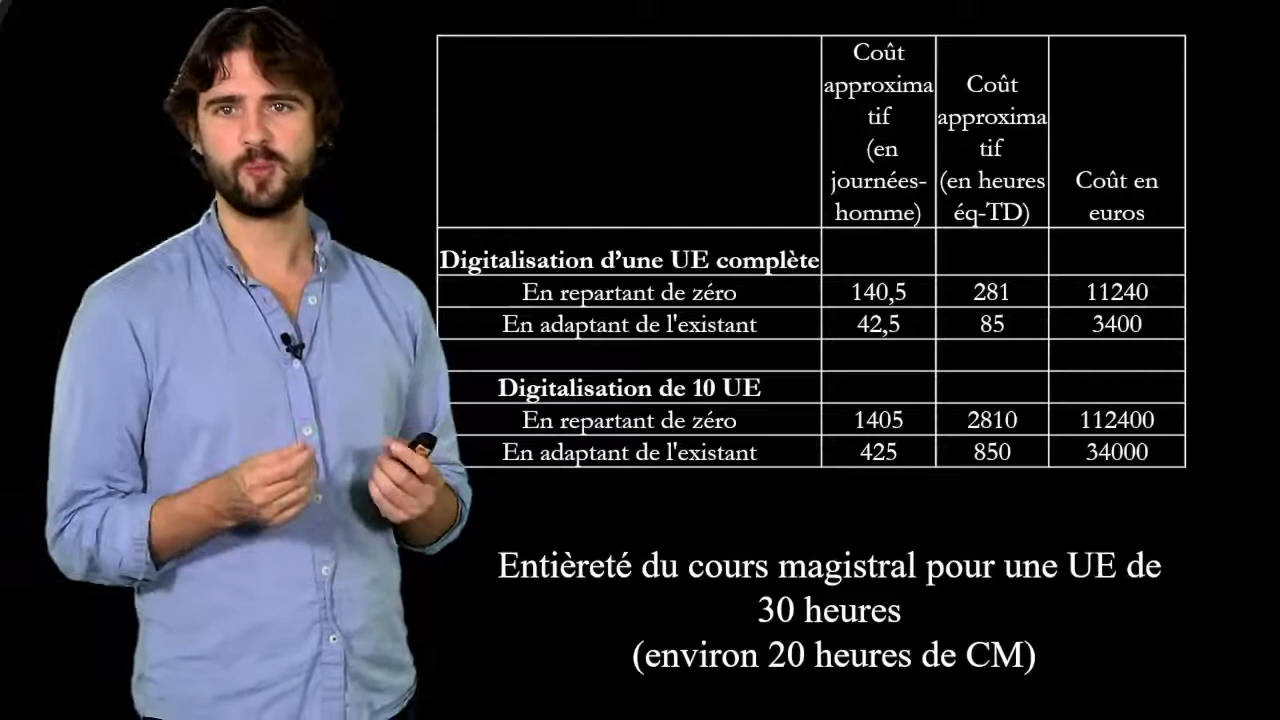 Coût approxima tif (en journées- homme) Coût approxima tif (en heures éq-TD) Coût en euros
Digitalisation d’une UE complète
En repartant de zéro 140,5 281 11240
En adaptant de l'existant 42,5 85 3400
Digitalisation de 10 UE
En repartant de zéro 1405 2810 112400
En adaptant de l'existant 425 850 34000
Entièreté du cours magistral pour une UE de
30 heures
(environ 20 heures de CM)